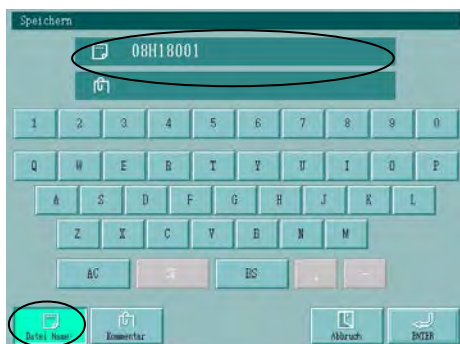 Speichern
08H18001
1 2 3 4 5 6 7 8 9 0
Q W E R T Y U I O P
A S D F G H J K L
Z X C V B N M
AC SP BS . -
Datei Name Kommentar Abbruch ENTER